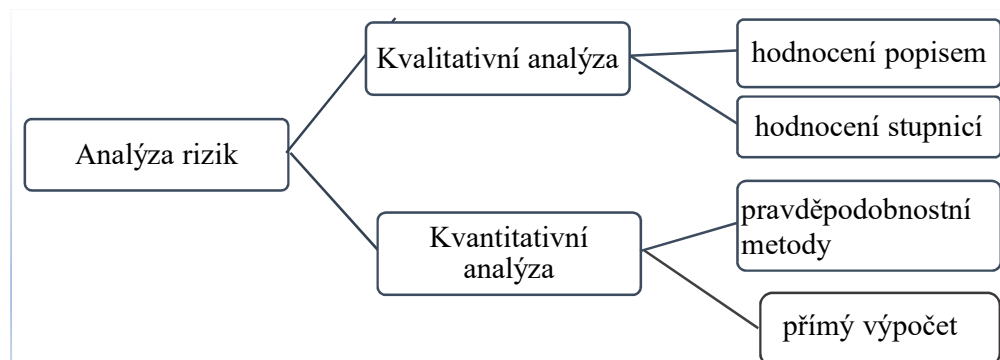 Analýza rizik
Kvalitativní analýza
hodnocení popisem
hodnocení stupnicí
Kvantitativní
analýza
pravděpodobnostní
metody
přímý výpočet